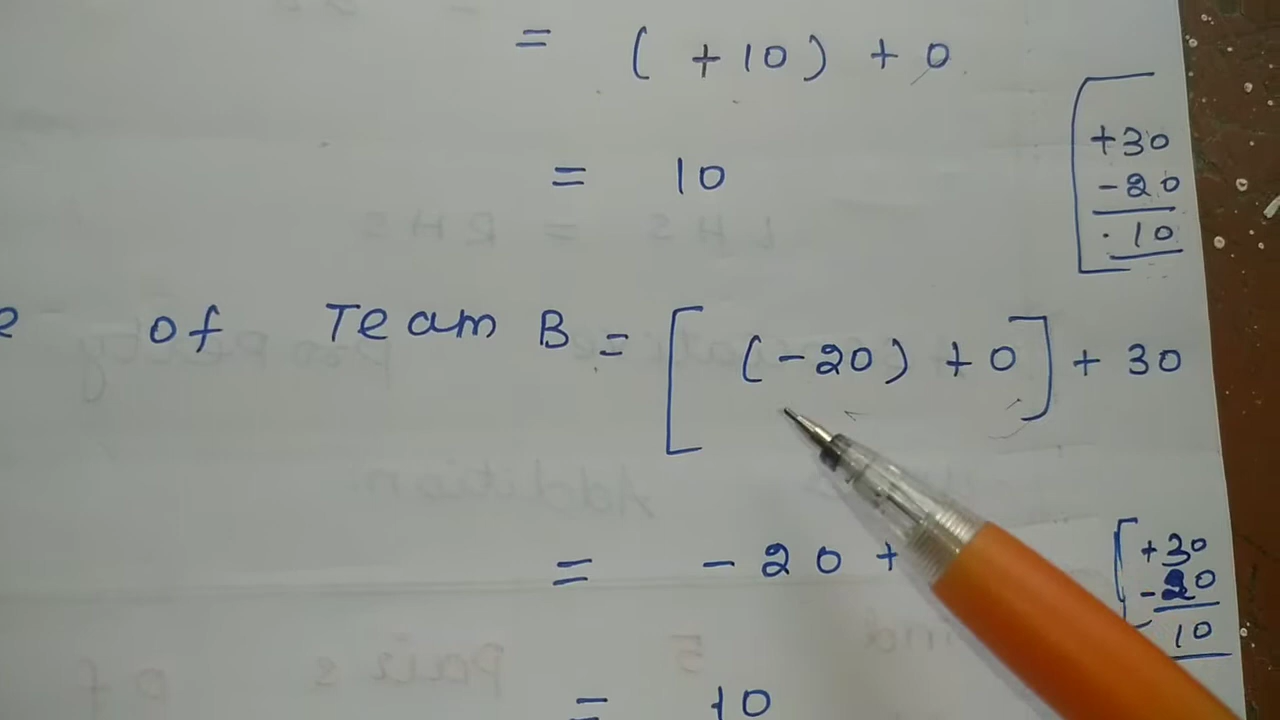 = (+10) + 0
+30
-20
10
= 10
of Team B = [(-20) + 0] + 30
= -20 +
+30
-20
10
= 10